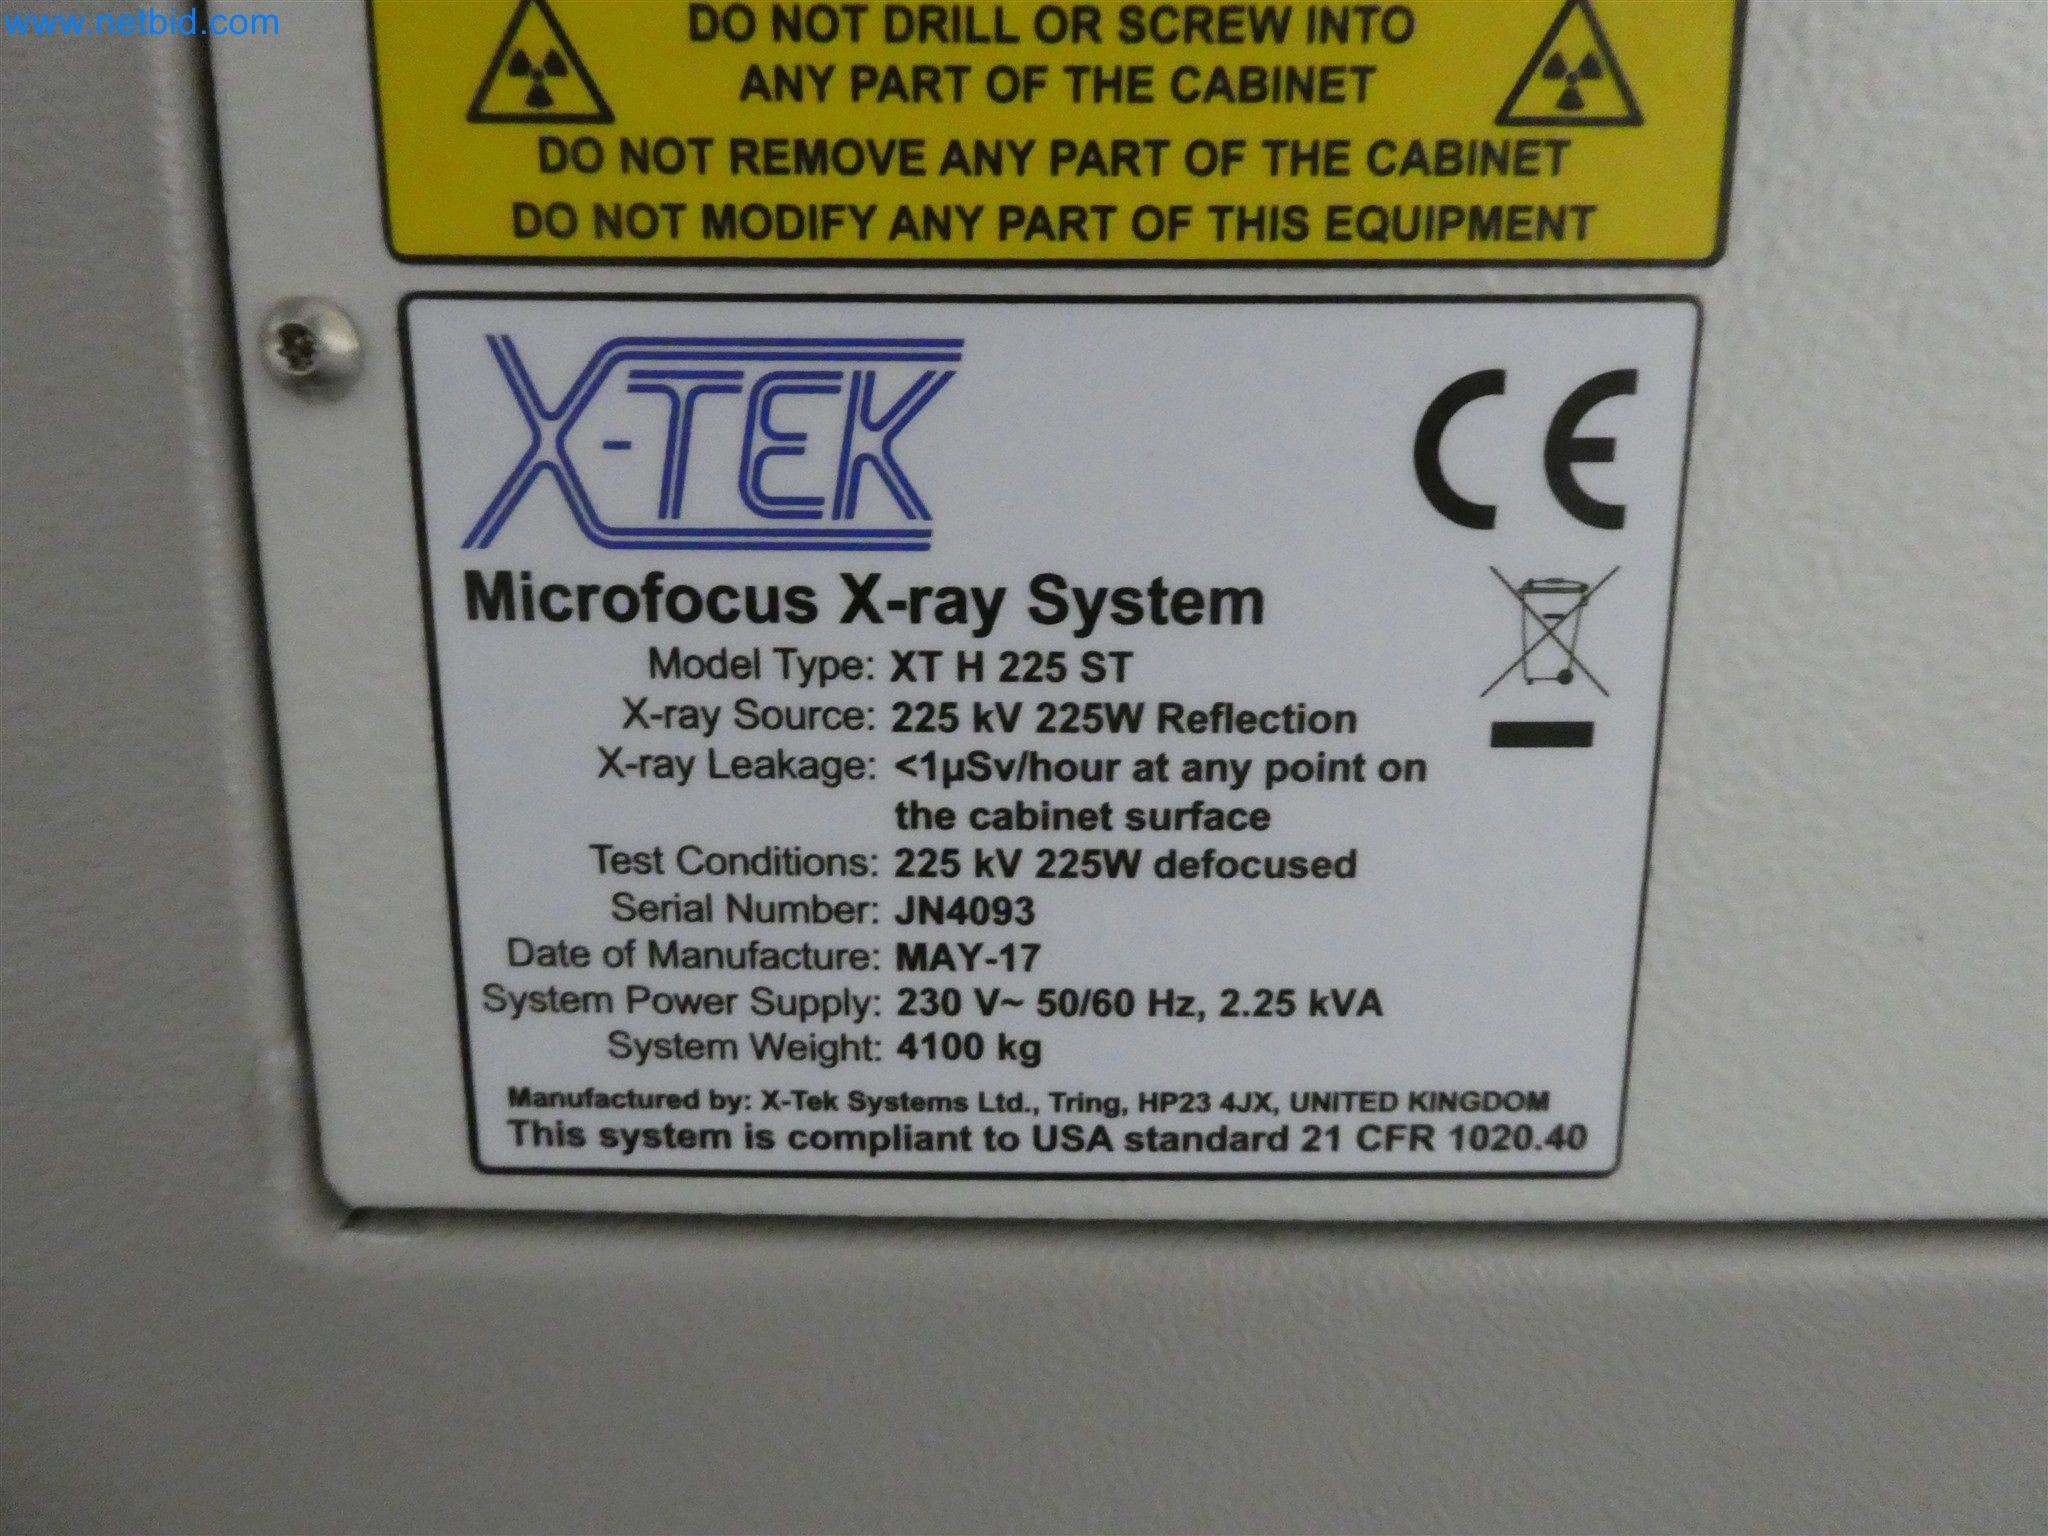 www.netbid.com
DO NOT DRILL OR SCREW INTO
ANY PART OF THE CABINET
DO NOT REMOVE ANY PART OF THE CABINET
DO NOT MODIFY ANY PART OF THIS EQUIPMENT
X-TEK
CE
Microfocus X-ray System
Model Type: XT H 225 ST
X-ray Source: 225 kV 225W Reflection
X-ray Leakage: <1µSv/hour at any point on
the cabinet surface
Test Conditions: 225 kV 225W defocused
Serial Number: JN4093
Date of Manufacture: MAY-17
System Power Supply: 230 V~ 50/60 Hz, 2.25 kVA
System Weight: 4100 kg
Manufactured by: X-Tek Systems Ltd., Tring, HP23 4JX, UNITED KINGDOM
This system is compliant to USA standard 21 CFR 1020.40